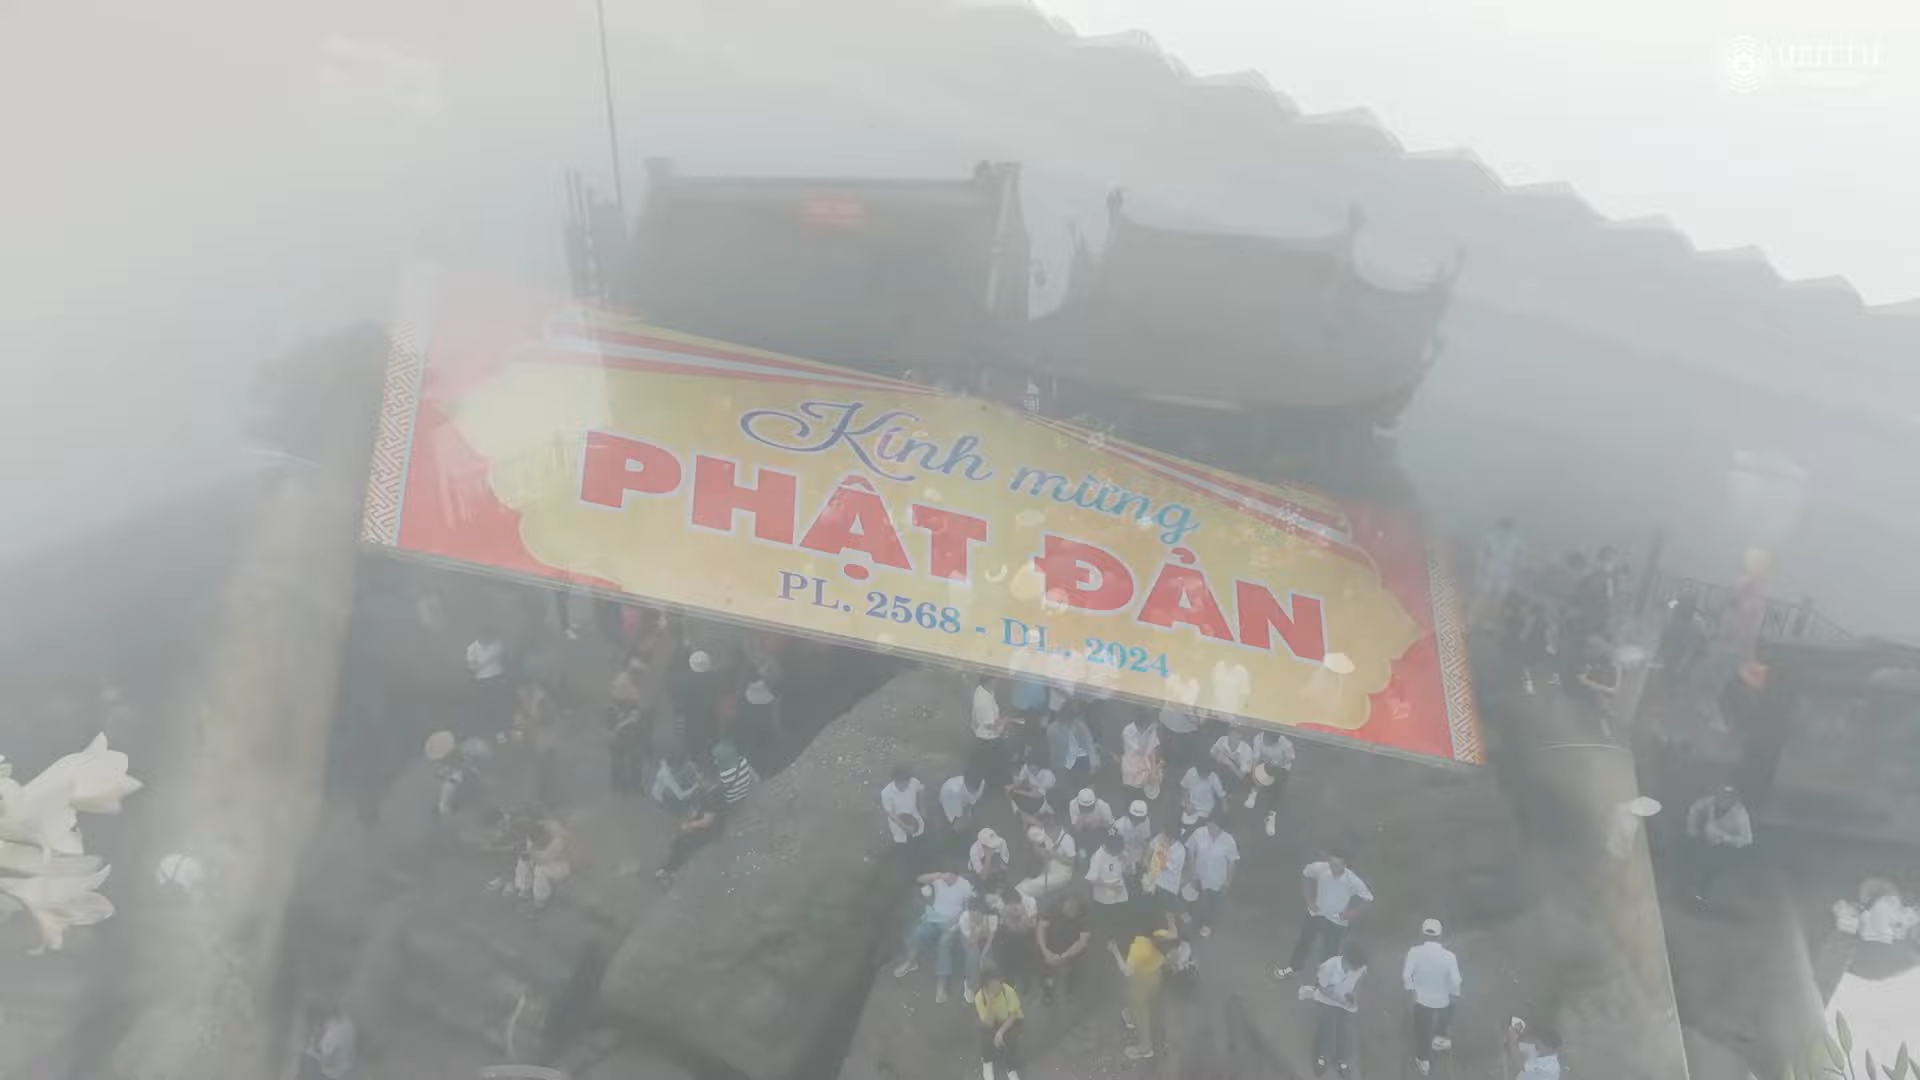 Kính mừng
PHẬT ĐẢN
PL. 2568 - DL. 2024